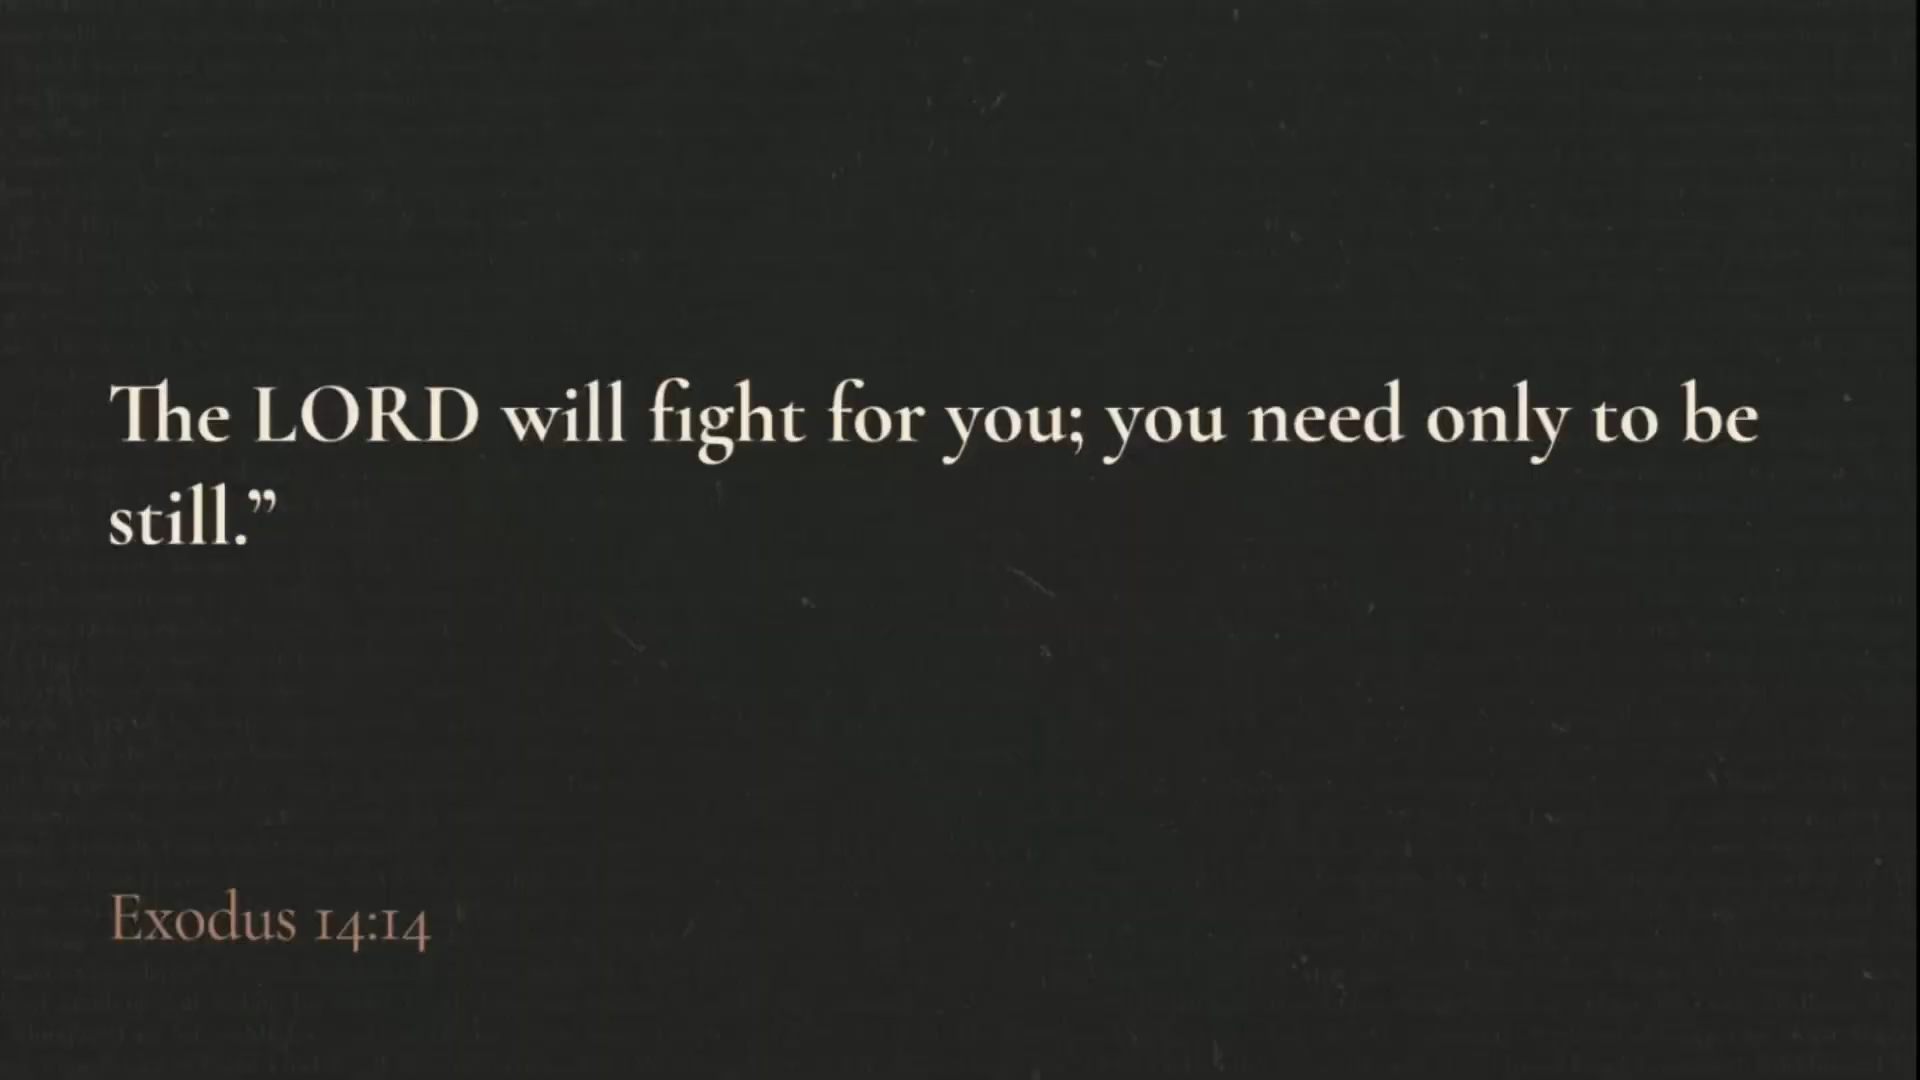 The LORD will fight for you; you need only to be
still.”
Exodus 14:14